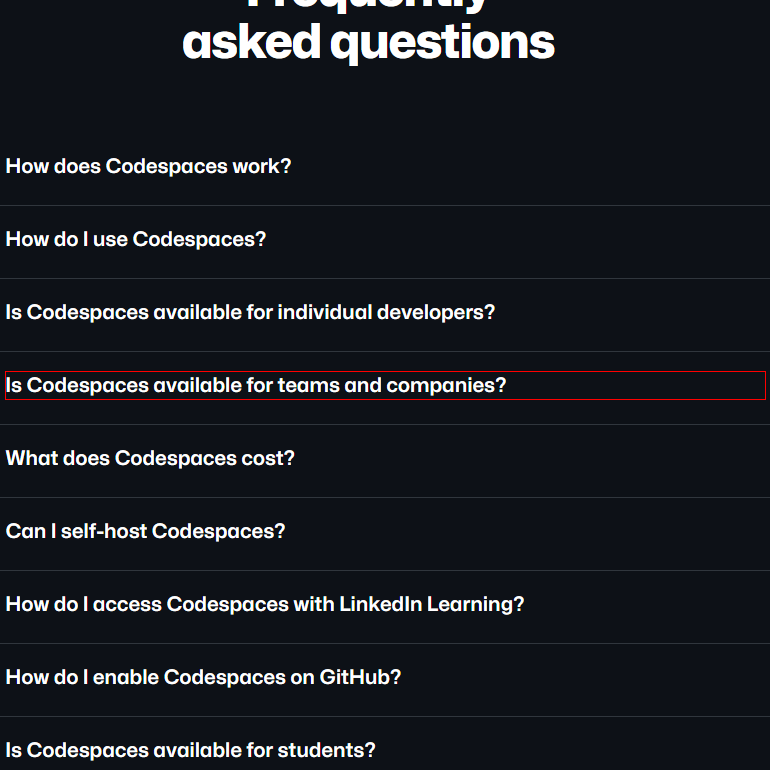 Frequently
asked questions
How does Codespaces work?
How do I use Codespaces?
Is Codespaces available for individual developers?
Is Codespaces available for teams and companies?
What does Codespaces cost?
Can I self-host Codespaces?
How do I access Codespaces with LinkedIn Learning?
How do I enable Codespaces on GitHub?
Is Codespaces available for students?